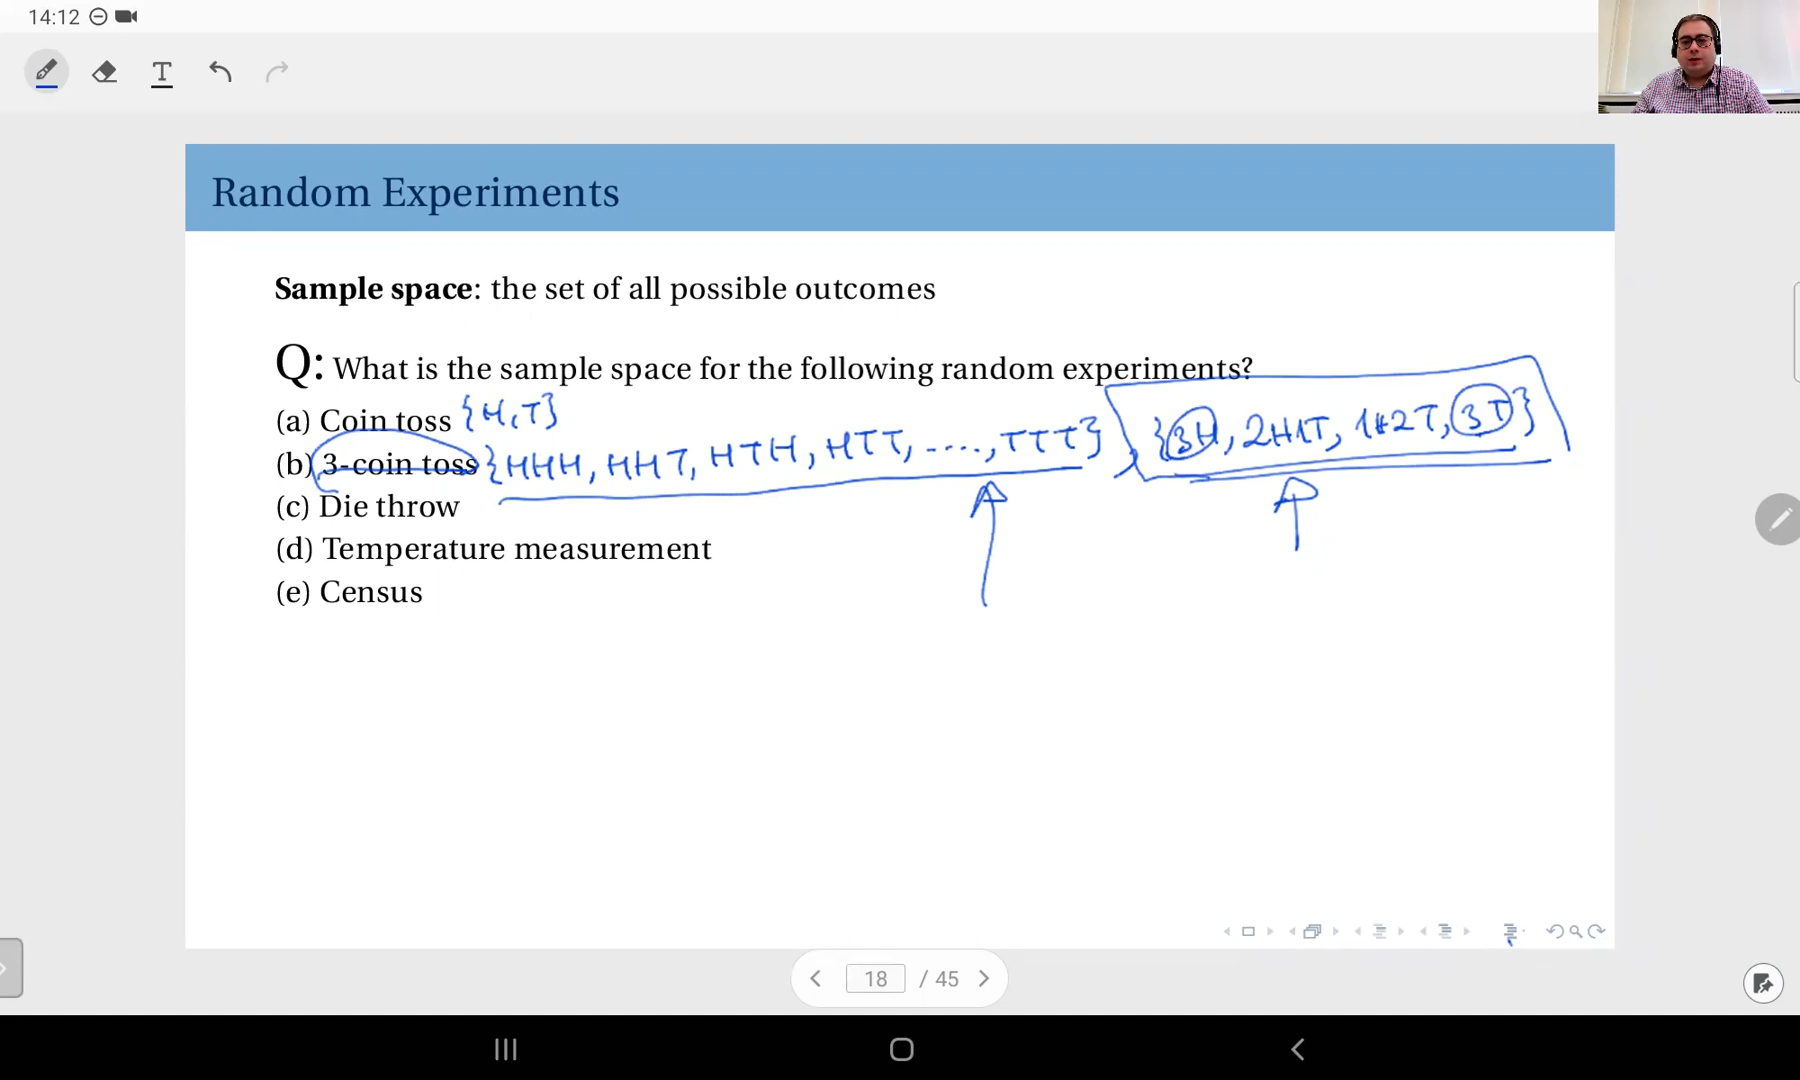 14:12
T
Random Experiments
Sample space: the set of all possible outcomes
Q: What is the sample space for the following random experiments?
(a) Coin toss {H,T}
(b) 3-coin toss {HHH, HHT, HTH, HTT, ...., TTT} , {3H, 2H1T, 1H2T, 3T}
(c) Die throw
(d) Temperature measurement
(e) Census
18 / 45